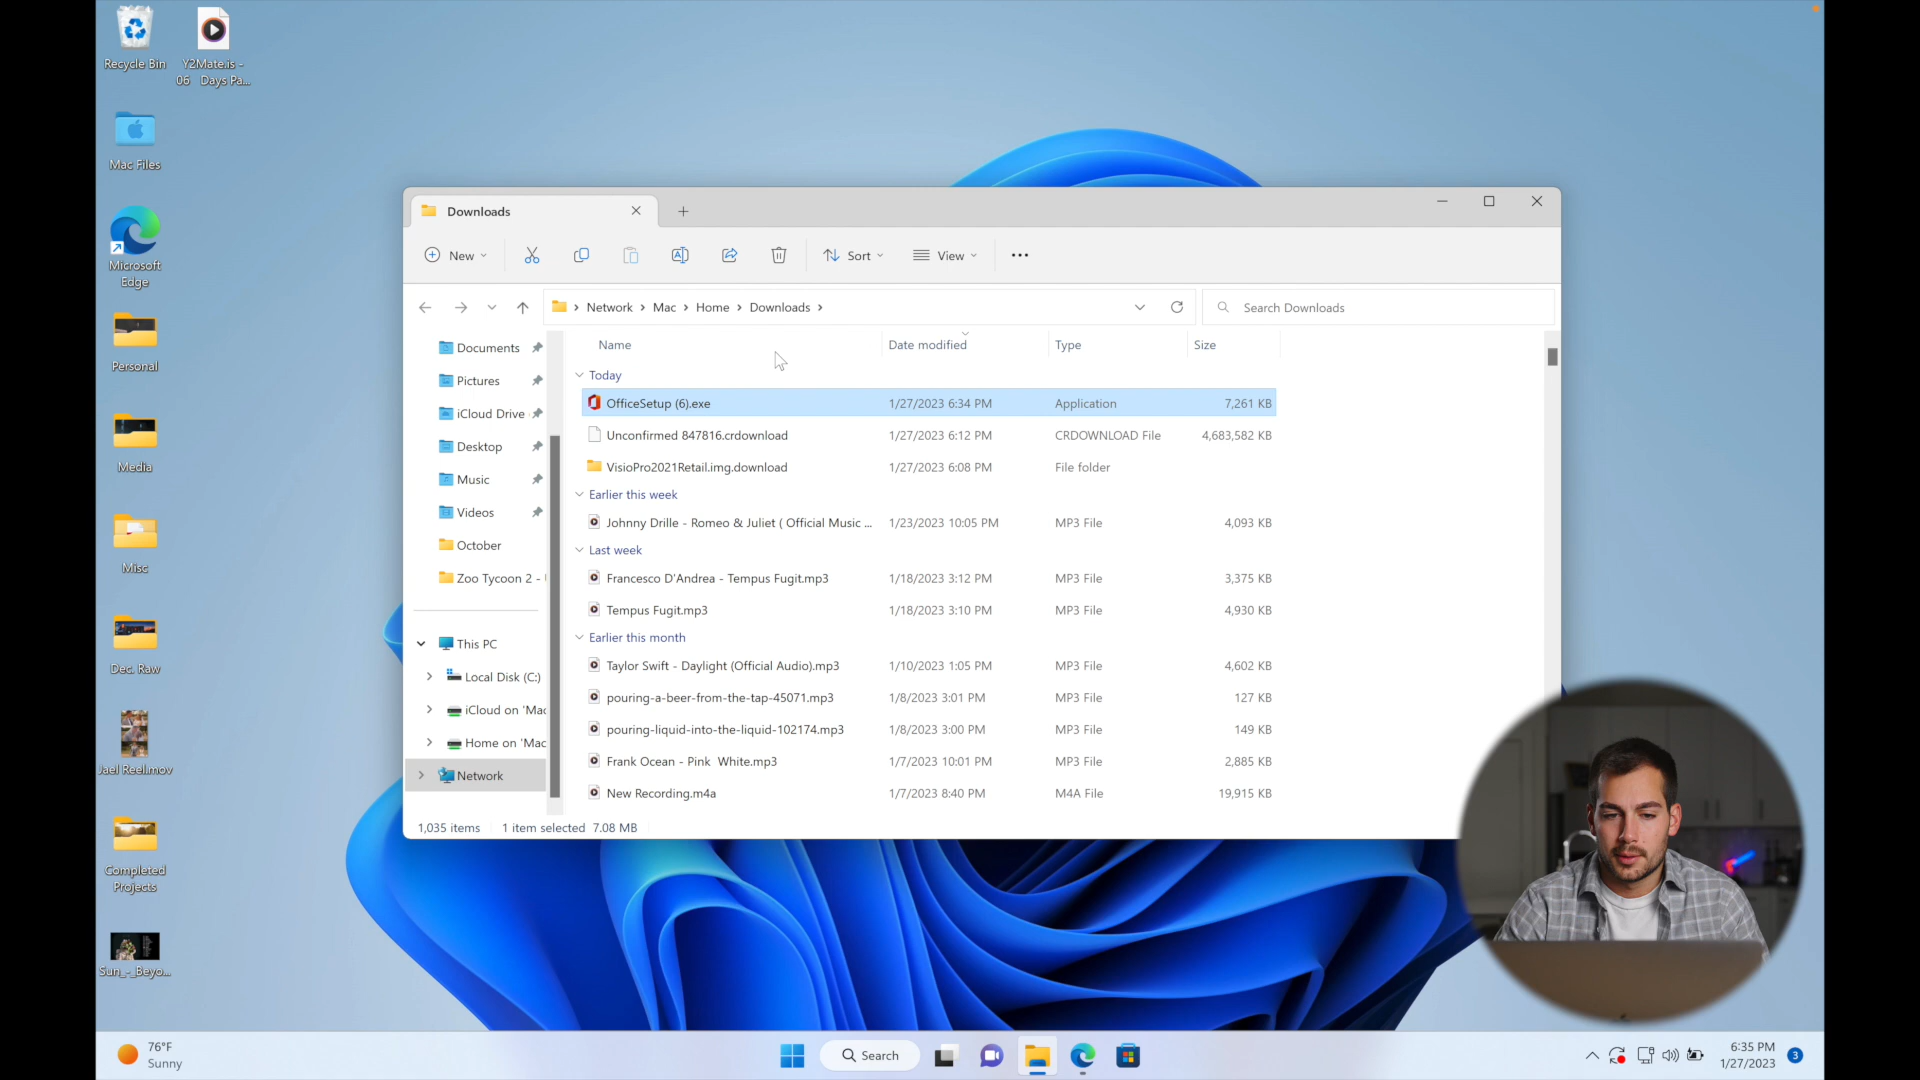 Recycle Bin
Y2Mate.is -
06 Days Pa...
Mac Files
Microsoft
Edge
Personal
Media
Misc
Dec. Raw
Jael Reel.mov
Completed
Projects
Sun_-_Beyo...
Downloads
New
Sort
View
Network
Mac
Home
Downloads
Search Downloads
Documents
Pictures
iCloud Drive
Desktop
Music
Videos
October
Zoo Tycoon 2 -
This PC
Local Disk (C:)
iCloud on 'Mac
Home on 'Mac
Network
Name Date modified Type Size
Today
OfficeSetup (6).exe 1/27/2023 6:34 PM Application 7,261 KB
Unconfirmed 847816.crdownload 1/27/2023 6:12 PM CRDOWNLOAD File 4,683,582 KB
VisioPro2021Retail.img.download 1/27/2023 6:08 PM File folder
Earlier this week
Johnny Drille - Romeo & Juliet ( Official Music ... 1/23/2023 10:05 PM MP3 File 4,093 KB
Last week
Francesco D'Andrea - Tempus Fugit.mp3 1/18/2023 3:12 PM MP3 File 3,375 KB
Tempus Fugit.mp3 1/18/2023 3:10 PM MP3 File 4,930 KB
Earlier this month
Taylor Swift - Daylight (Official Audio).mp3 1/10/2023 1:05 PM MP3 File 4,602 KB
pouring-a-beer-from-the-tap-45071.mp3 1/8/2023 3:01 PM MP3 File 127 KB
pouring-liquid-into-the-liquid-102174.mp3 1/8/2023 3:00 PM MP3 File 149 KB
Frank Ocean - Pink White.mp3 1/7/2023 10:01 PM MP3 File 2,885 KB
New Recording.m4a 1/7/2023 8:40 PM M4A File 19,915 KB
1,035 items 1 item selected 7.08 MB
76°F
Sunny
Search
6:35 PM
1/27/2023
3